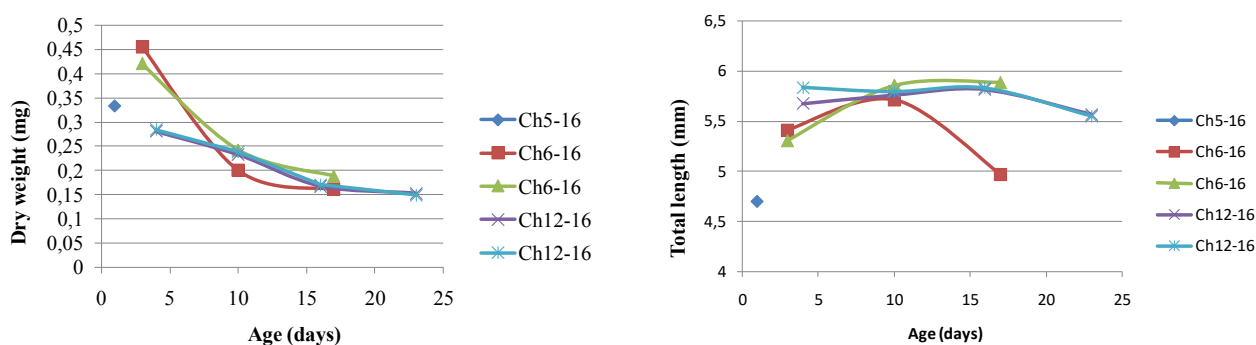 0,5
0,45
0,4
0,35
0,3
0,25
0,2
0,15
0,1
0,05
0
Dry weight (mg)
0 5 10 15 20 25
Age (days)
Ch5-16
Ch6-16
Ch6-16
Ch12-16
Ch12-16
6,5
6
5,5
5
4,5
4
Total length (mm)
0 5 10 15 20 25
Age (days)
Ch5-16
Ch6-16
Ch6-16
Ch12-16
Ch12-16